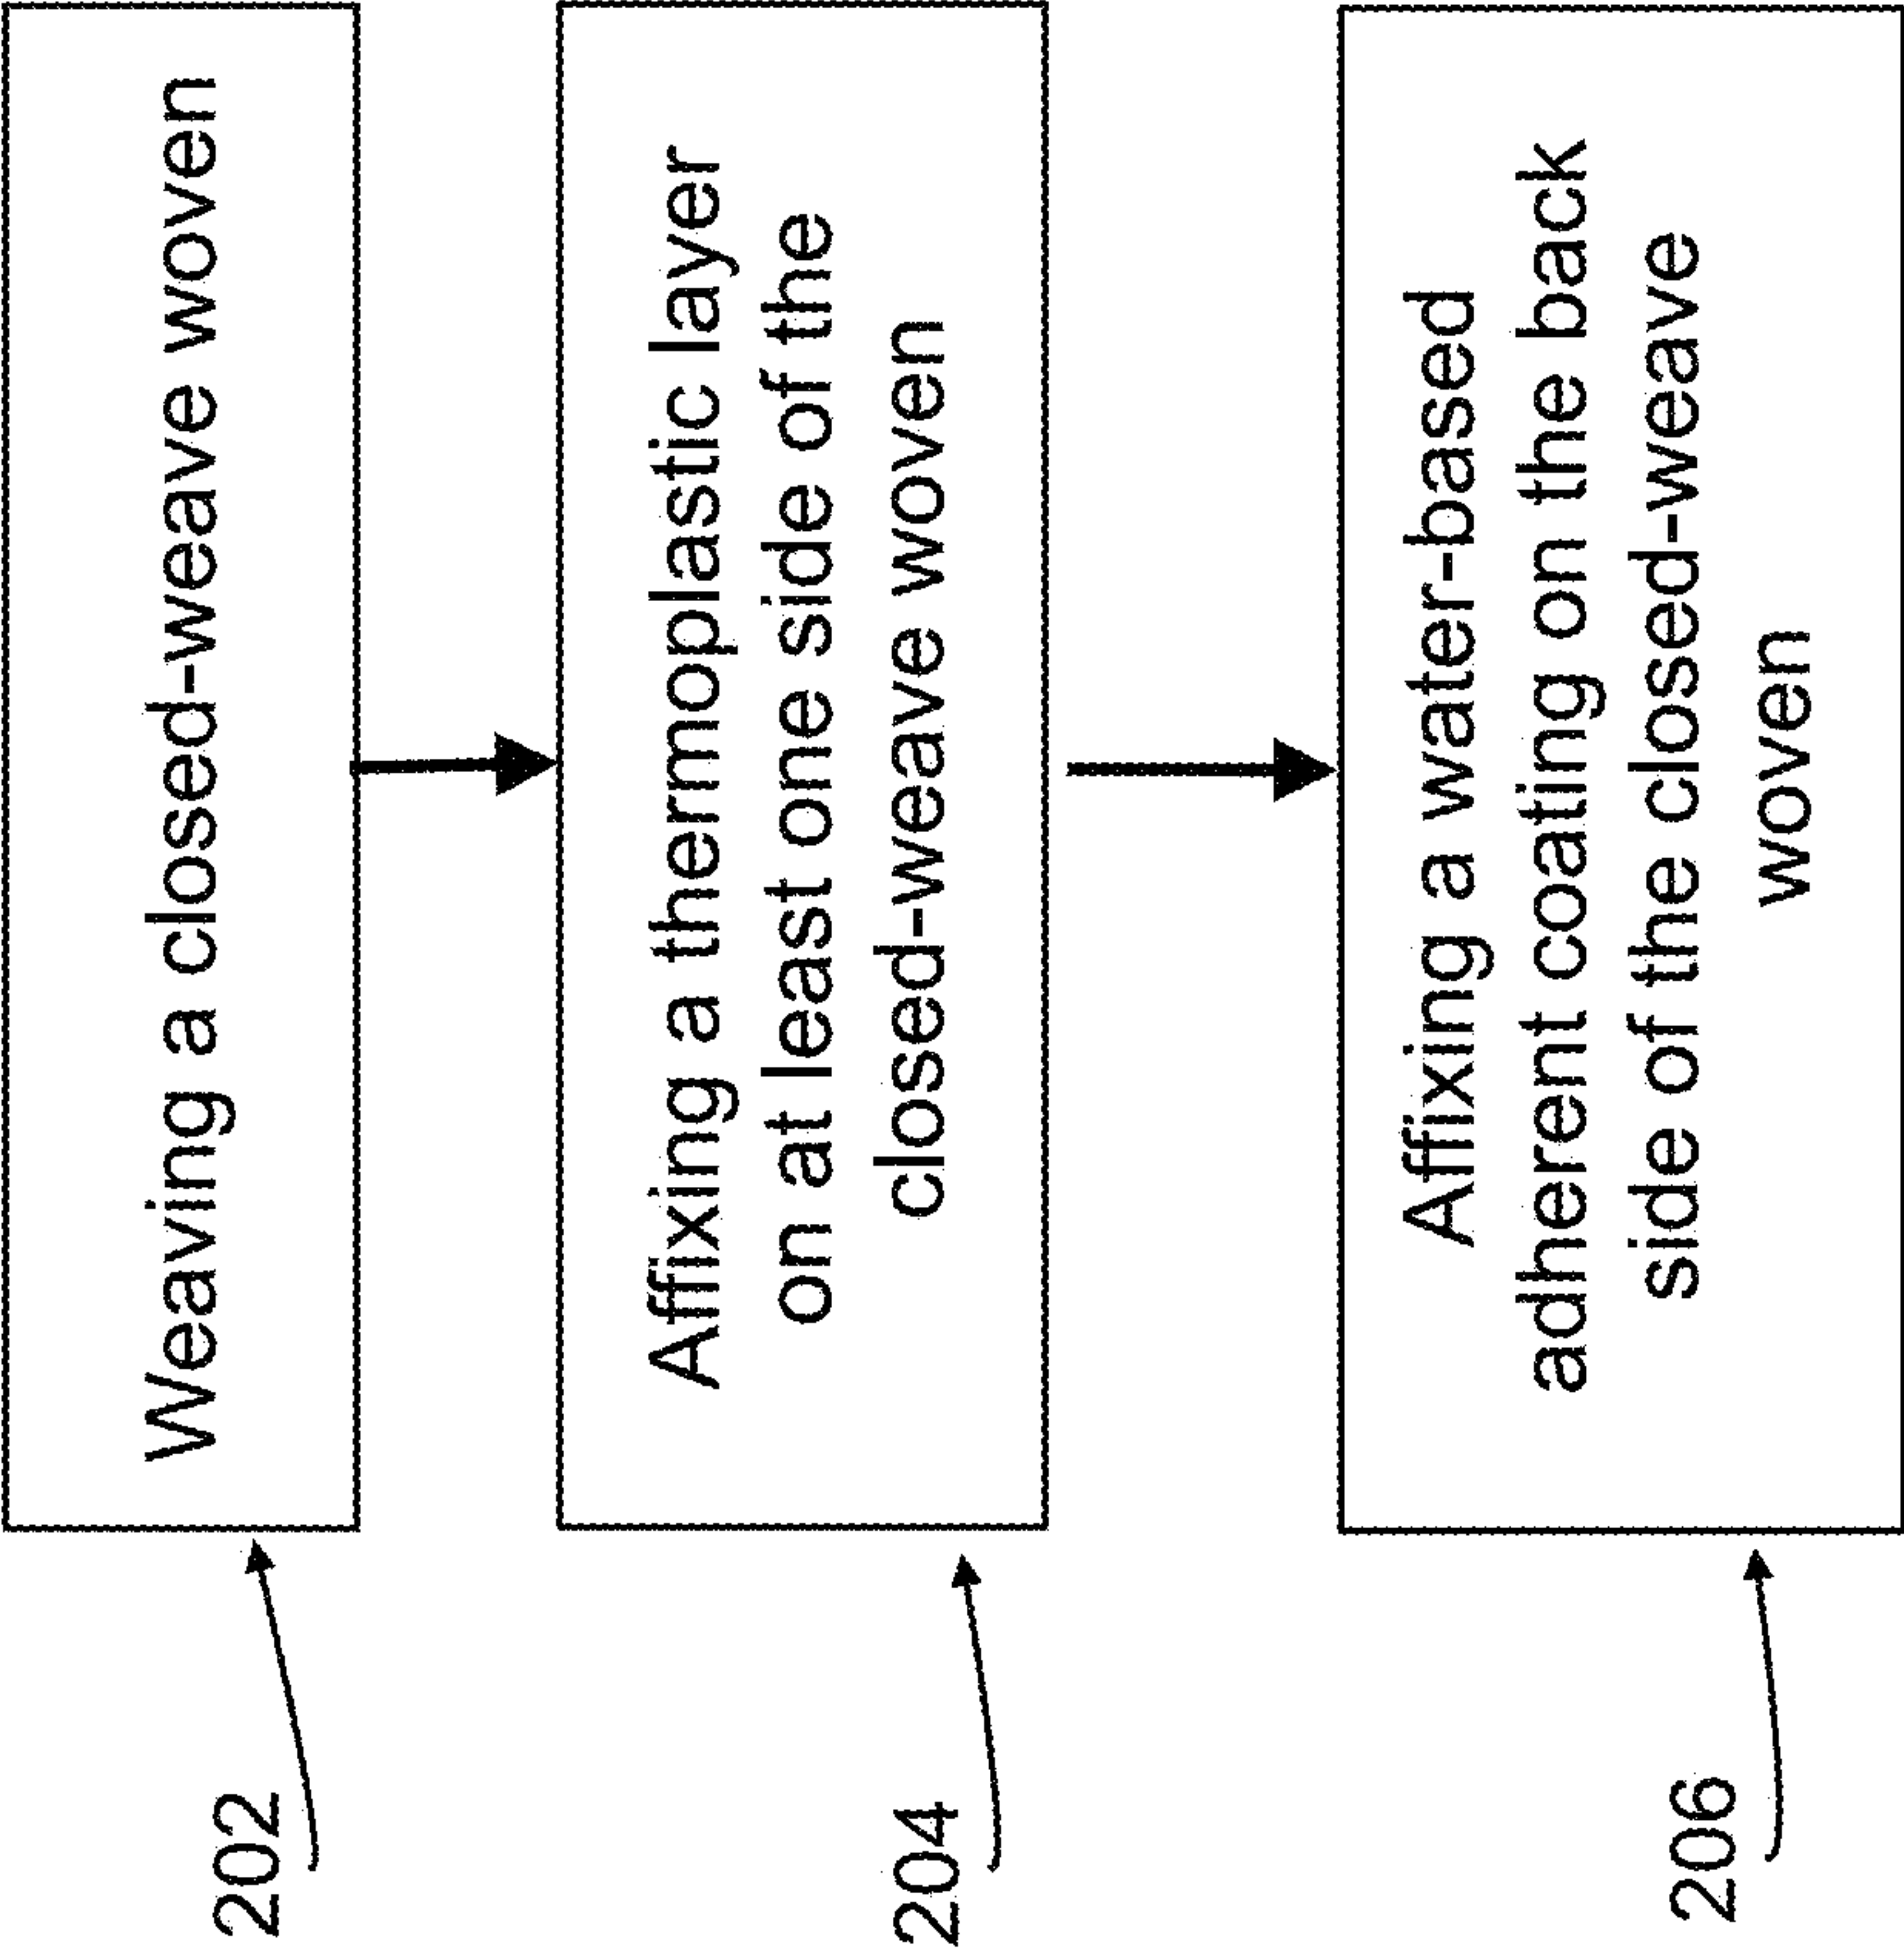 202
Weaving a closed-weave woven
204
Affixing a thermoplastic layer
on at least one side of the
closed-weave woven
206
Affixing a water-based
adherent coating on the back
side of the closed-weave
woven